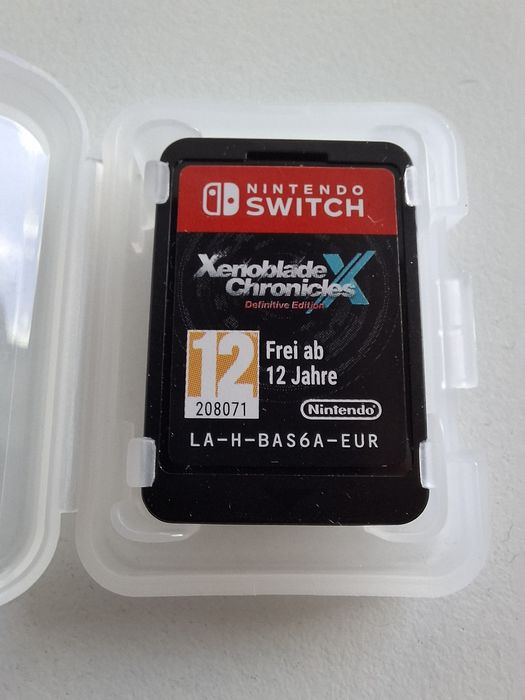 NINTENDO
SWITCH
Xenoblade
Chronicles X
Definitive Edition
12
208071
Frei ab
12 Jahre
Nintendo
LA-H-BAS6A-EUR